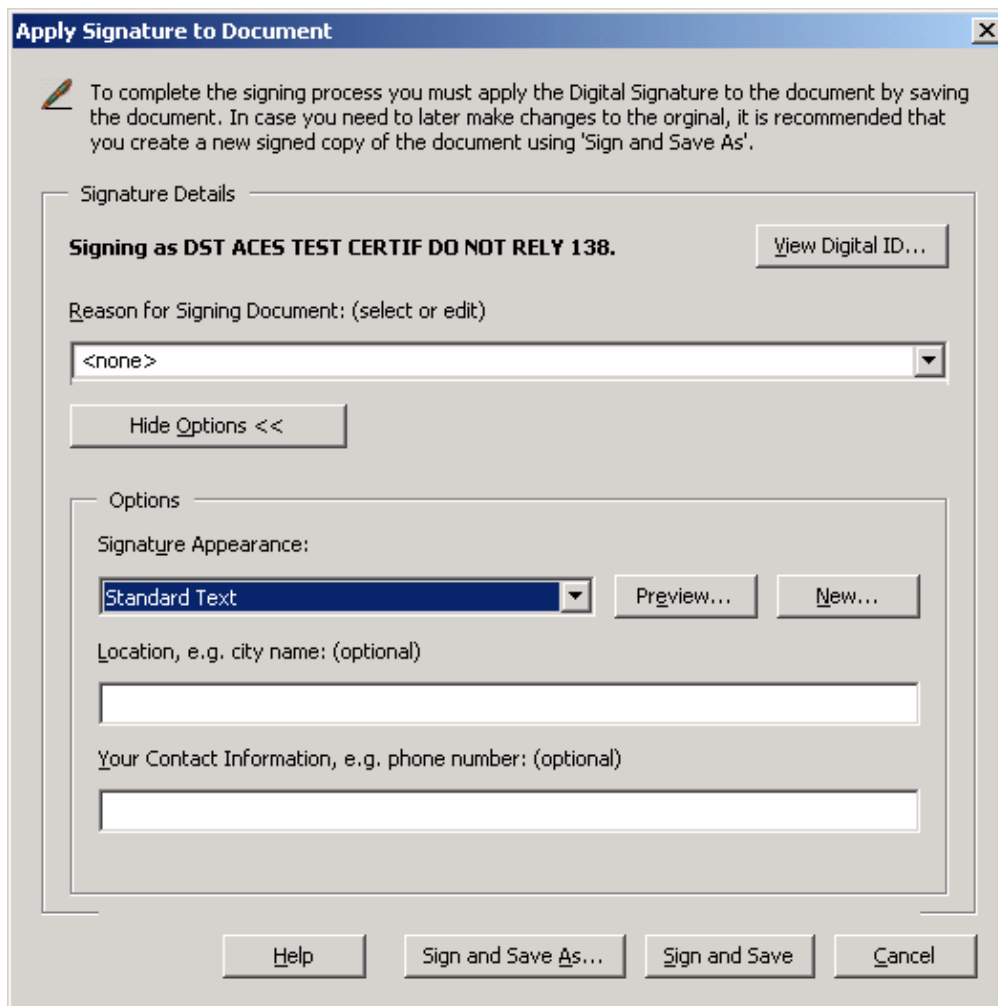 Apply Signature to Document
To complete the signing process you must apply the Digital Signature to the document by saving
the document. In case you need to later make changes to the orginal, it is recommended that
you create a new signed copy of the document using 'Sign and Save As'.
Signature Details
Signing as DST ACES TEST CERTIF DO NOT RELY 138.
View Digital ID...
Reason for Signing Document: (select or edit)
<none>
Hide Options <<
Options
Signature Appearance:
Standard Text
Preview...
New...
Location, e.g. city name: (optional)
Your Contact Information, e.g. phone number: (optional)
Help
Sign and Save As...
Sign and Save
Cancel